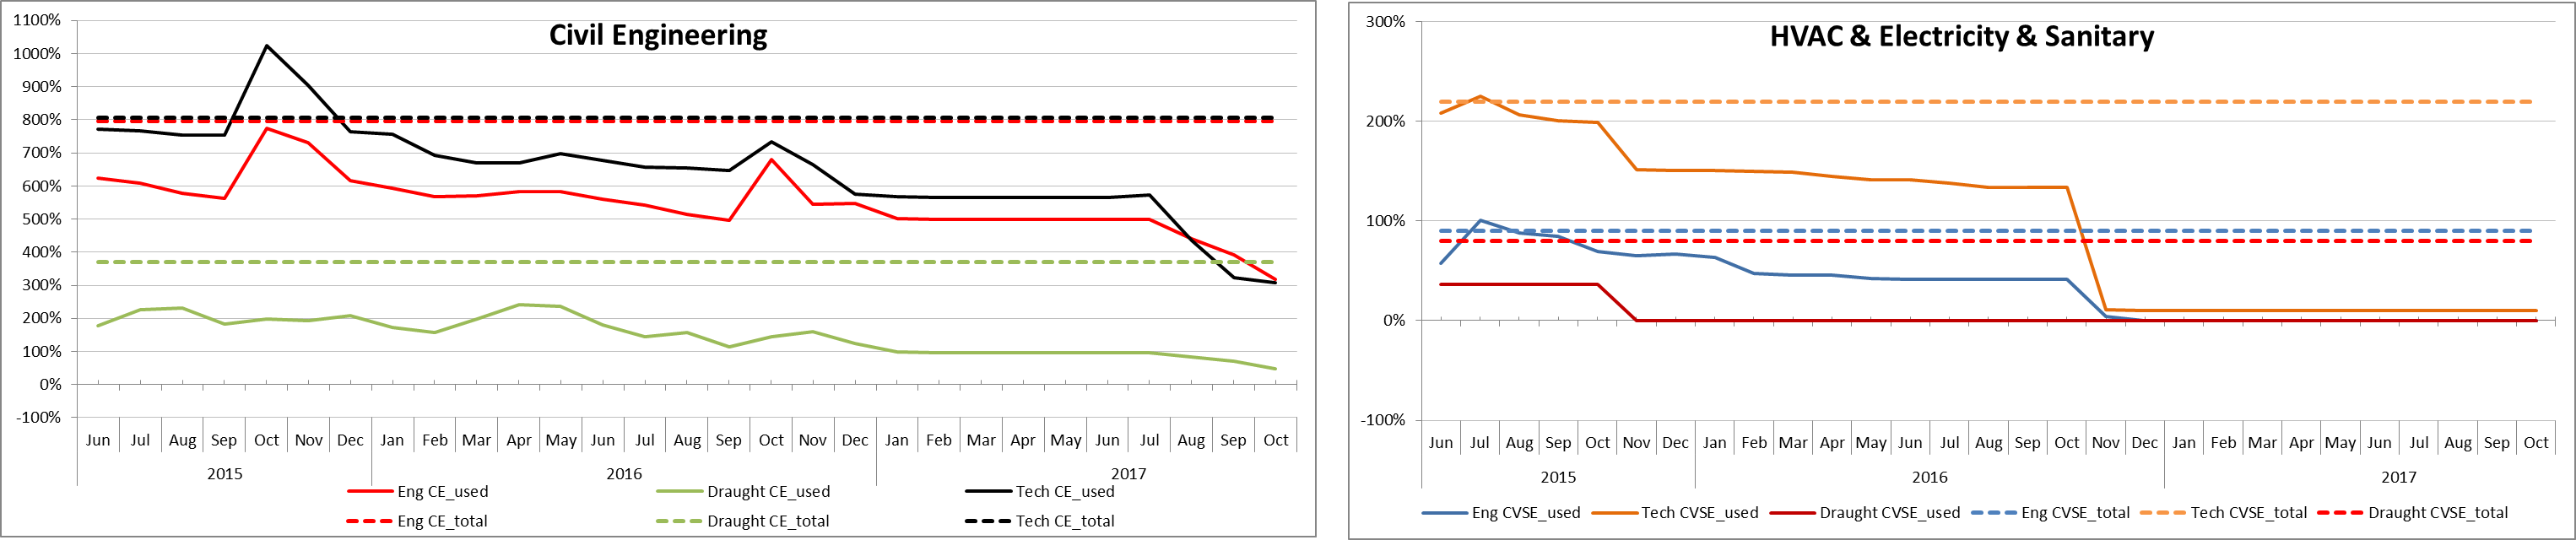 Civil Engineering
1100%
1000%
900%
800%
700%
600%
500%
400%
300%
200%
100%
0%
-100%
Jun Jul Aug Sep Oct Nov Dec Jan Feb Mar Apr May Jun Jul Aug Sep Oct Nov Dec Jan Feb Mar Apr May Jun Jul Aug Sep Oct
2015 2016 2017
Eng CE_used Draught CE_used Tech CE_used
Eng CE_total Draught CE_total Tech CE_total
HVAC & Electricity & Sanitary
300%
200%
100%
0%
-100%
Jun Jul Aug Sep Oct Nov Dec Jan Feb Mar Apr May Jun Jul Aug Sep Oct Nov Dec Jan Feb Mar Apr May Jun Jul Aug Sep Oct
2015 2016 2017
Eng CVSE_used Tech CVSE_used Draught CVSE_used Eng CVSE_total Tech CVSE_total Draught CVSE_total